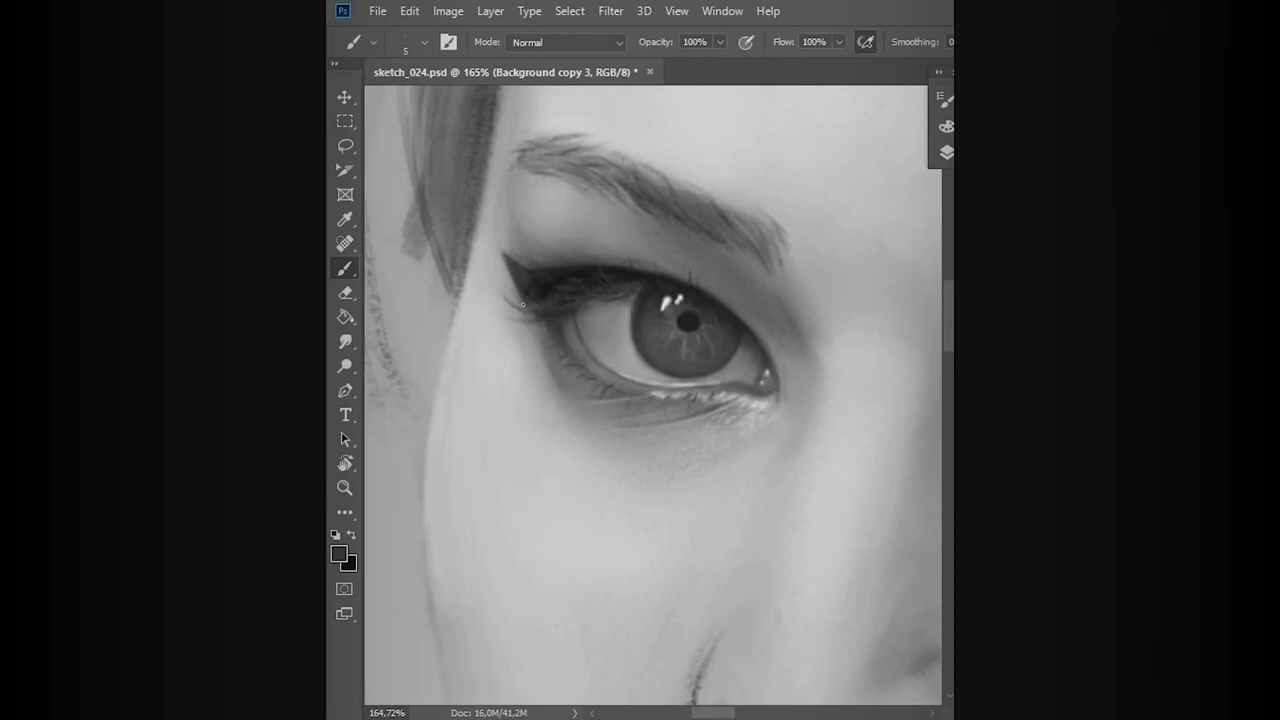 Ps File Edit Image Layer Type Select Filter 3D View Window Help
5 Mode: Normal Opacity: 100% Flow: 100% Smoothing: 0
sketch_024.psd @ 165% (Background copy 3, RGB/8) *
164,72% Doc: 16,0M/41,2M